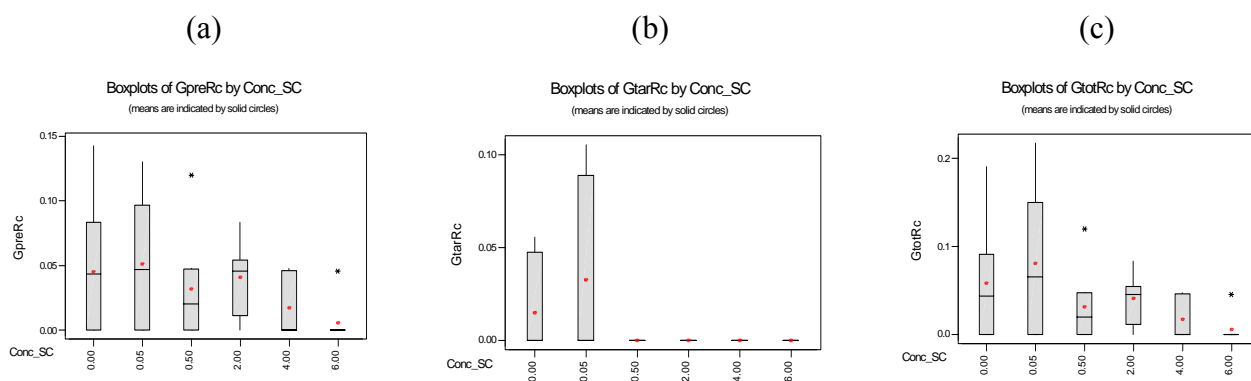 (a)
Boxplots of GpreRc by Conc_SC
(means are indicated by solid circles)
0.15
0.10
0.05
0.00
GpreRc
Conc_SC
0.00
0.05
0.50
2.00
4.00
6.00
(b)
Boxplots of GtarRc by Conc_SC
(means are indicated by solid circles)
0.10
0.05
0.00
GtarRc
Conc_SC
0.00
0.05
0.50
2.00
4.00
6.00
(c)
Boxplots of GtotRc by Conc_SC
(means are indicated by solid circles)
0.2
0.1
0.0
GtotRc
Conc_SC
0.00
0.05
0.50
2.00
4.00
6.00